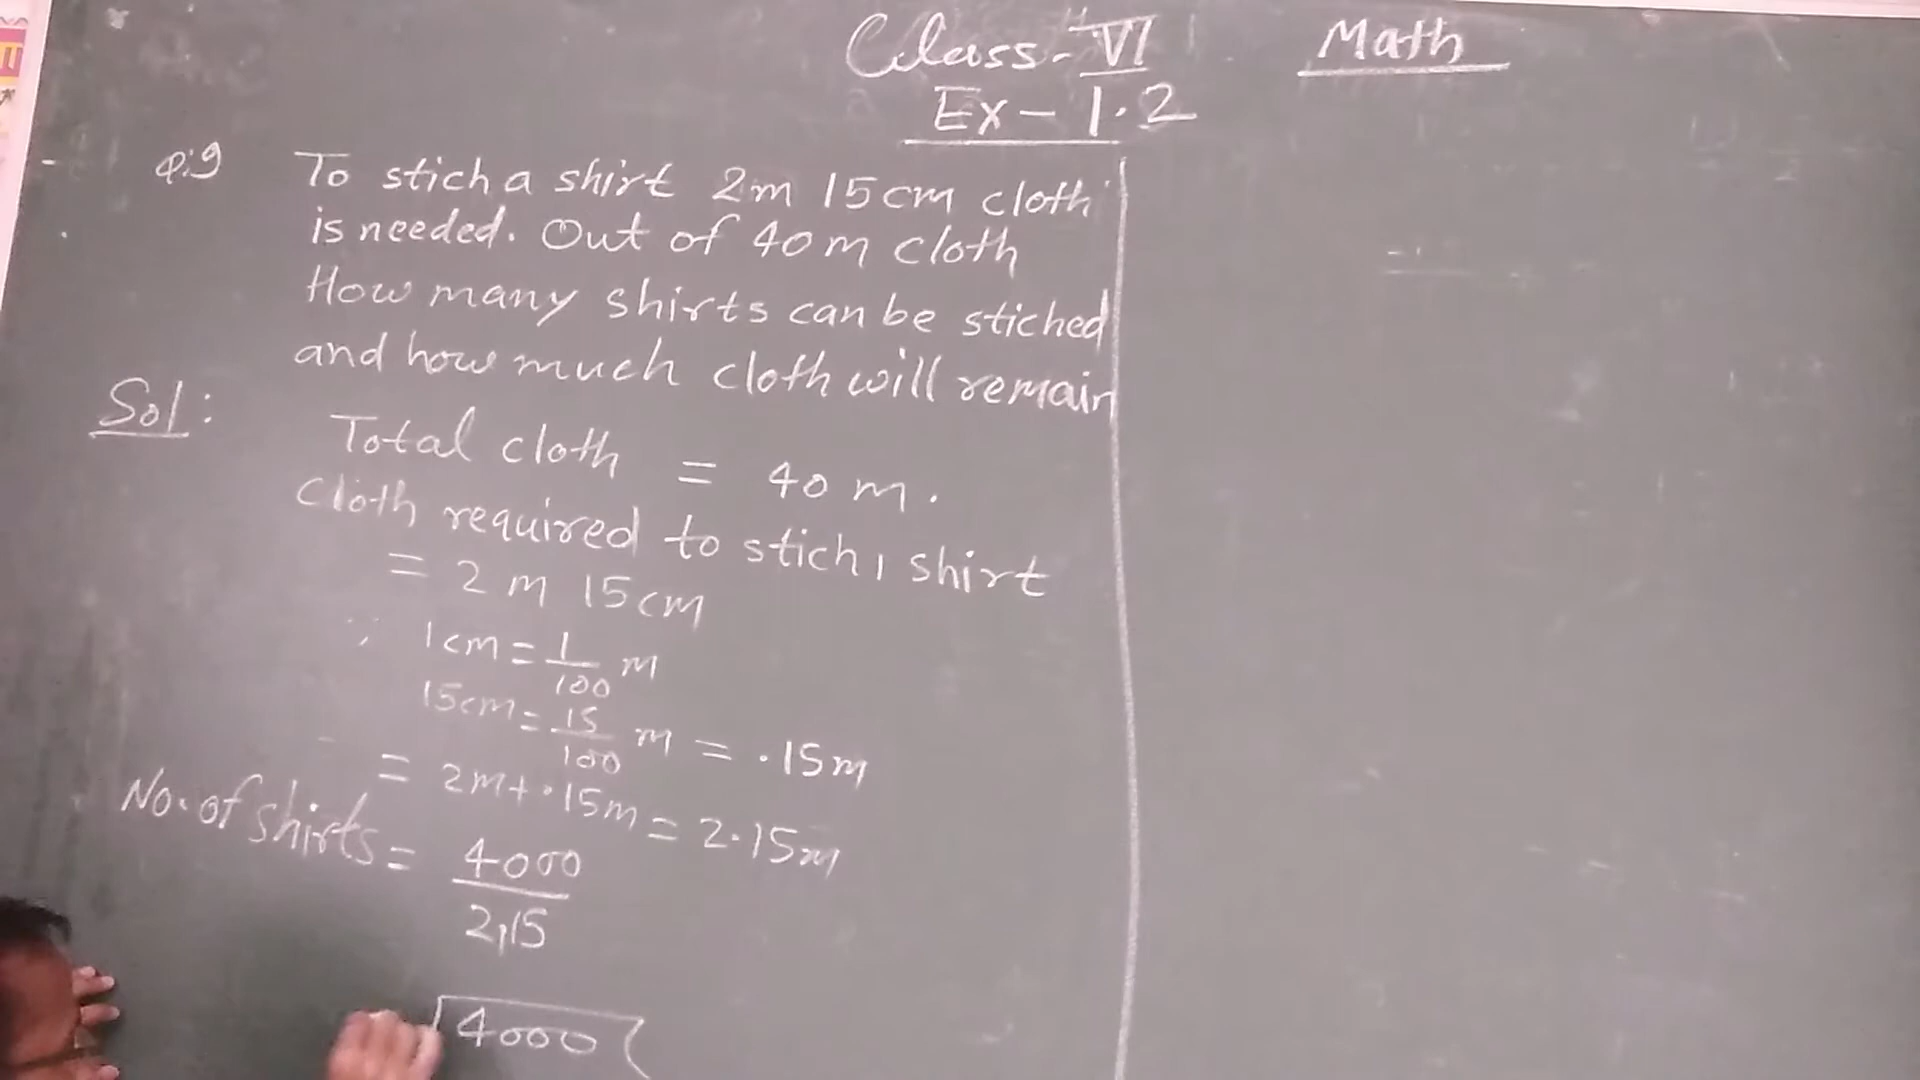 Class-VI Math
Ex-1.2
Q.9 To stich a shirt 2m 15cm cloth
is needed. Out of 40m cloth
How many shirts can be stiched
and how much cloth will remain
Sol: Total cloth = 40 m.
Cloth required to stich 1 shirt
= 2 m 15cm
∵ 1cm = 1/100 m
15cm = 15/100 m = .15m
= 2m+.15m = 2.15m
No. of shirts = 4000/2,15
4000